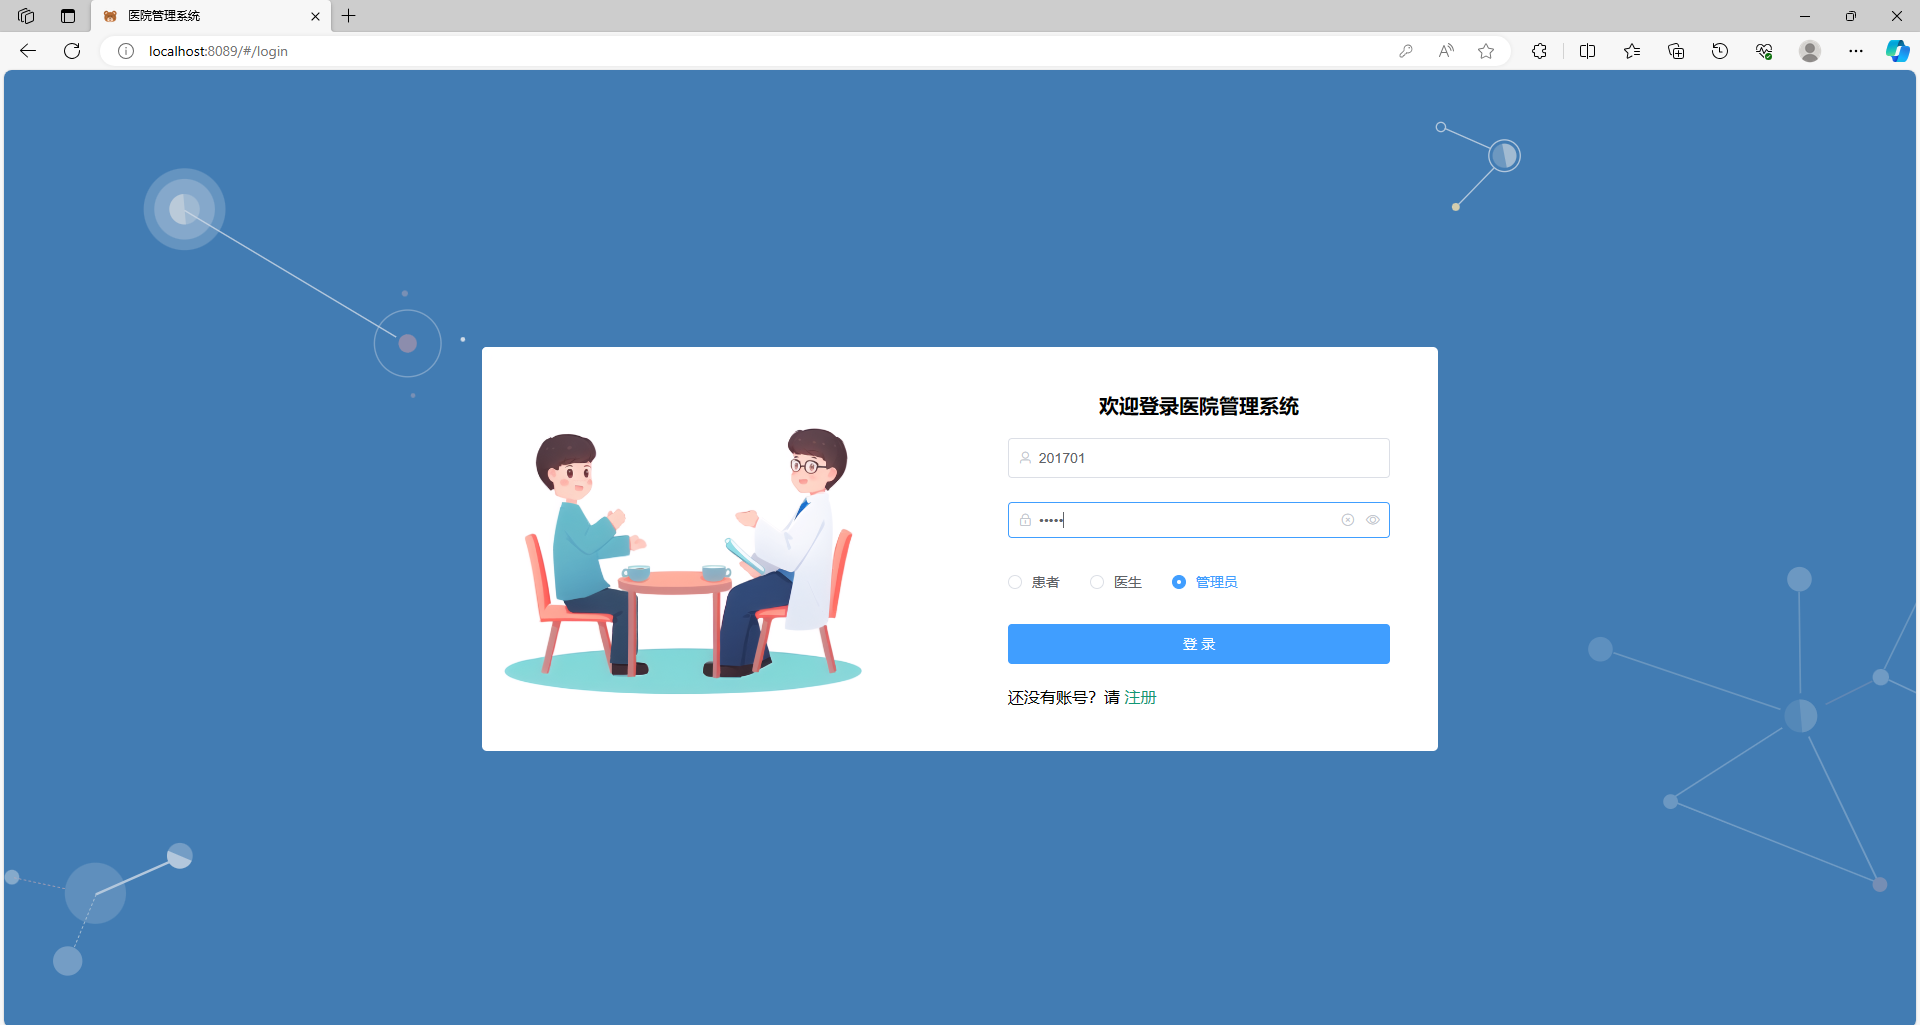 医院管理系统
localhost:8089/#/login
欢迎登录医院管理系统
201701
•••••
患者 医生 管理员
登 录
还没有账号？请 注册